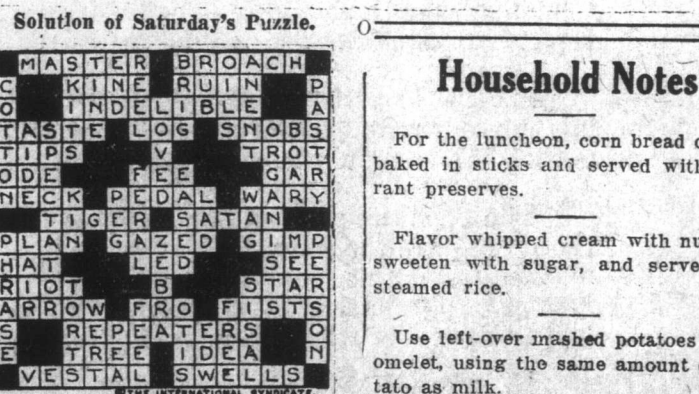 Solution of Saturday's Puzzle.
MASTER BROACH
C KINE RUIN P
O INDELIBLE A
TASTE LOG SNOBS
TIPS V TROT
ODE FEE GAR
NECK PEDAL WARY
TIGER SATAN
PLAN GAZED GIMP
HAT LED SEE
RIOT B STAR
ARROW FRO FISTS
S REPEATERS O
E TREE IDEA N
VESTAL SWELLS
© THE INTERNATIONAL SYNDICATE
Household Notes
For the luncheon, corn bread
baked in sticks and served with
rant preserves.
Flavor whipped cream with
sweeten with sugar, and serve
steamed rice.
Use left-over mashed potatoes
omelet, using the same amount
tato as milk.